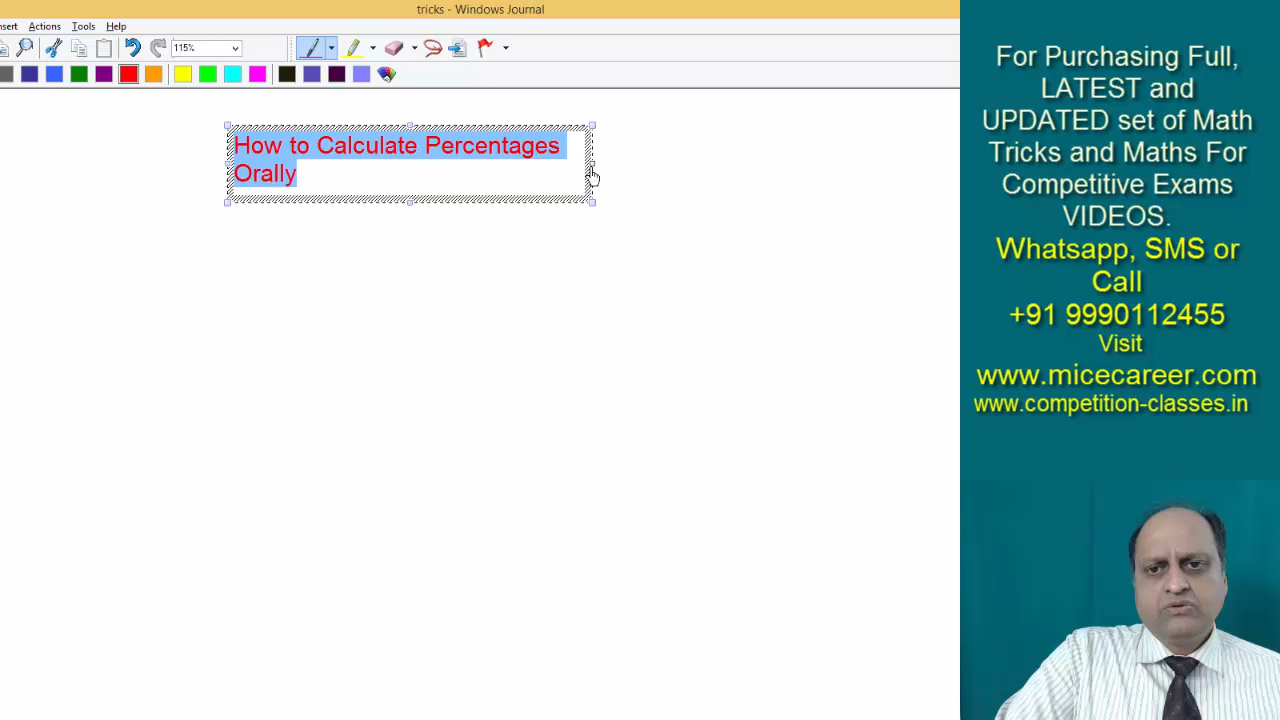 tricks - Windows Journal
nsert Actions Tools Help
115%
How to Calculate Percentages
Orally
For Purchasing Full,
LATEST and
UPDATED set of Math
Tricks and Maths For
Competitive Exams
VIDEOS.
Whatsapp, SMS or
Call
+91 9990112455
Visit
www.micecareer.com
www.competition-classes.in